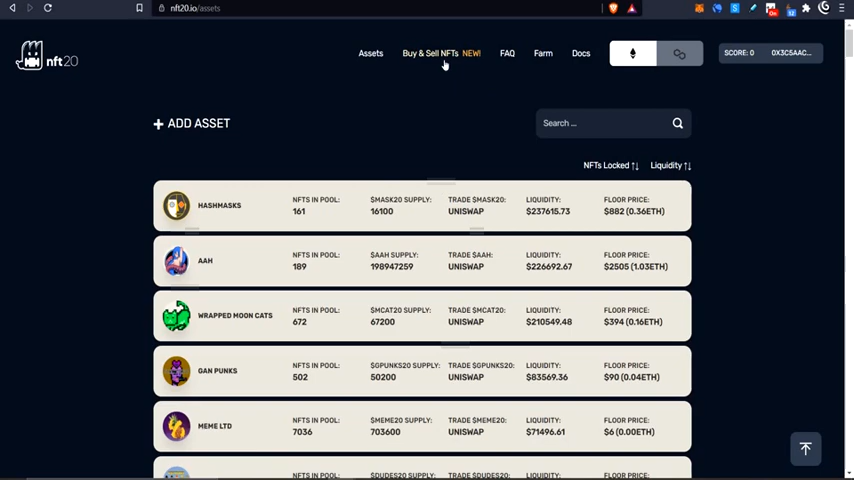 nft20.io/assets
nft20
Assets
Buy & Sell NFTs NEW!
FAQ
Farm
Docs
SCORE: 0
0X3C5AAC...
+ ADD ASSET
Search ...
NFTs Locked
Liquidity
HASHMASKS
NFTS IN POOL:
161
$MASK20 SUPPLY:
16100
TRADE $MASK20:
UNISWAP
LIQUIDITY:
$237615.73
FLOOR PRICE:
$882 (0.36ETH)
AAH
NFTS IN POOL:
189
$AAH SUPPLY:
198947259
TRADE $AAH:
UNISWAP
LIQUIDITY:
$226692.67
FLOOR PRICE:
$2505 (1.03ETH)
WRAPPED MOON CATS
NFTS IN POOL:
672
$MCAT20 SUPPLY:
67200
TRADE $MCAT20:
UNISWAP
LIQUIDITY:
$210549.48
FLOOR PRICE:
$394 (0.16ETH)
GAN PUNKS
NFTS IN POOL:
502
$GPUNKS20 SUPPLY:
50200
TRADE $GPUNKS20:
UNISWAP
LIQUIDITY:
$83569.36
FLOOR PRICE:
$90 (0.04ETH)
MEME LTD
NFTS IN POOL:
7036
$MEME20 SUPPLY:
703600
TRADE $MEME20:
UNISWAP
LIQUIDITY:
$71496.61
FLOOR PRICE:
$6 (0.00ETH)
NFTS IN POOL:
$DUDES20 SUPPLY:
TRADE $DUDES20:
LIQUIDITY:
FLOOR PRICE: